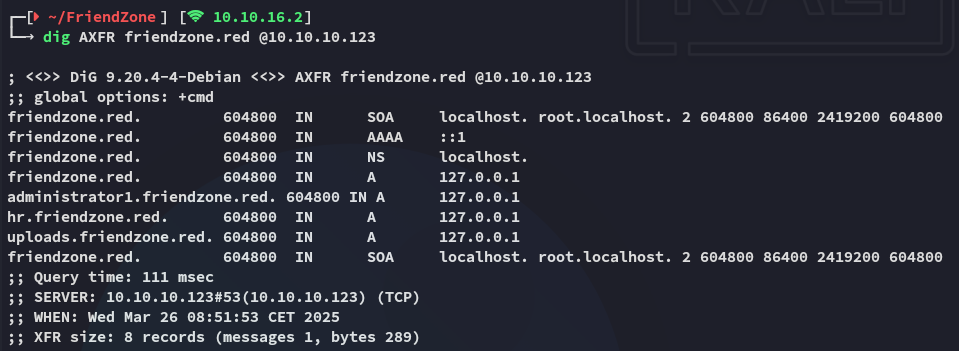 ┌─[ ~/FriendZone ] [ 10.10.16.2]
└─→ dig AXFR friendzone.red @10.10.10.123
; <<>> DiG 9.20.4-4-Debian <<>> AXFR friendzone.red @10.10.10.123
;; global options: +cmd
friendzone.red. 604800 IN SOA localhost. root.localhost. 2 604800 86400 2419200 604800
friendzone.red. 604800 IN AAAA ::1
friendzone.red. 604800 IN NS localhost.
friendzone.red. 604800 IN A 127.0.0.1
administrator1.friendzone.red. 604800 IN A 127.0.0.1
hr.friendzone.red. 604800 IN A 127.0.0.1
uploads.friendzone.red. 604800 IN A 127.0.0.1
friendzone.red. 604800 IN SOA localhost. root.localhost. 2 604800 86400 2419200 604800
;; Query time: 111 msec
;; SERVER: 10.10.10.123#53(10.10.10.123) (TCP)
;; WHEN: Wed Mar 26 08:51:53 CET 2025
;; XFR size: 8 records (messages 1, bytes 289)